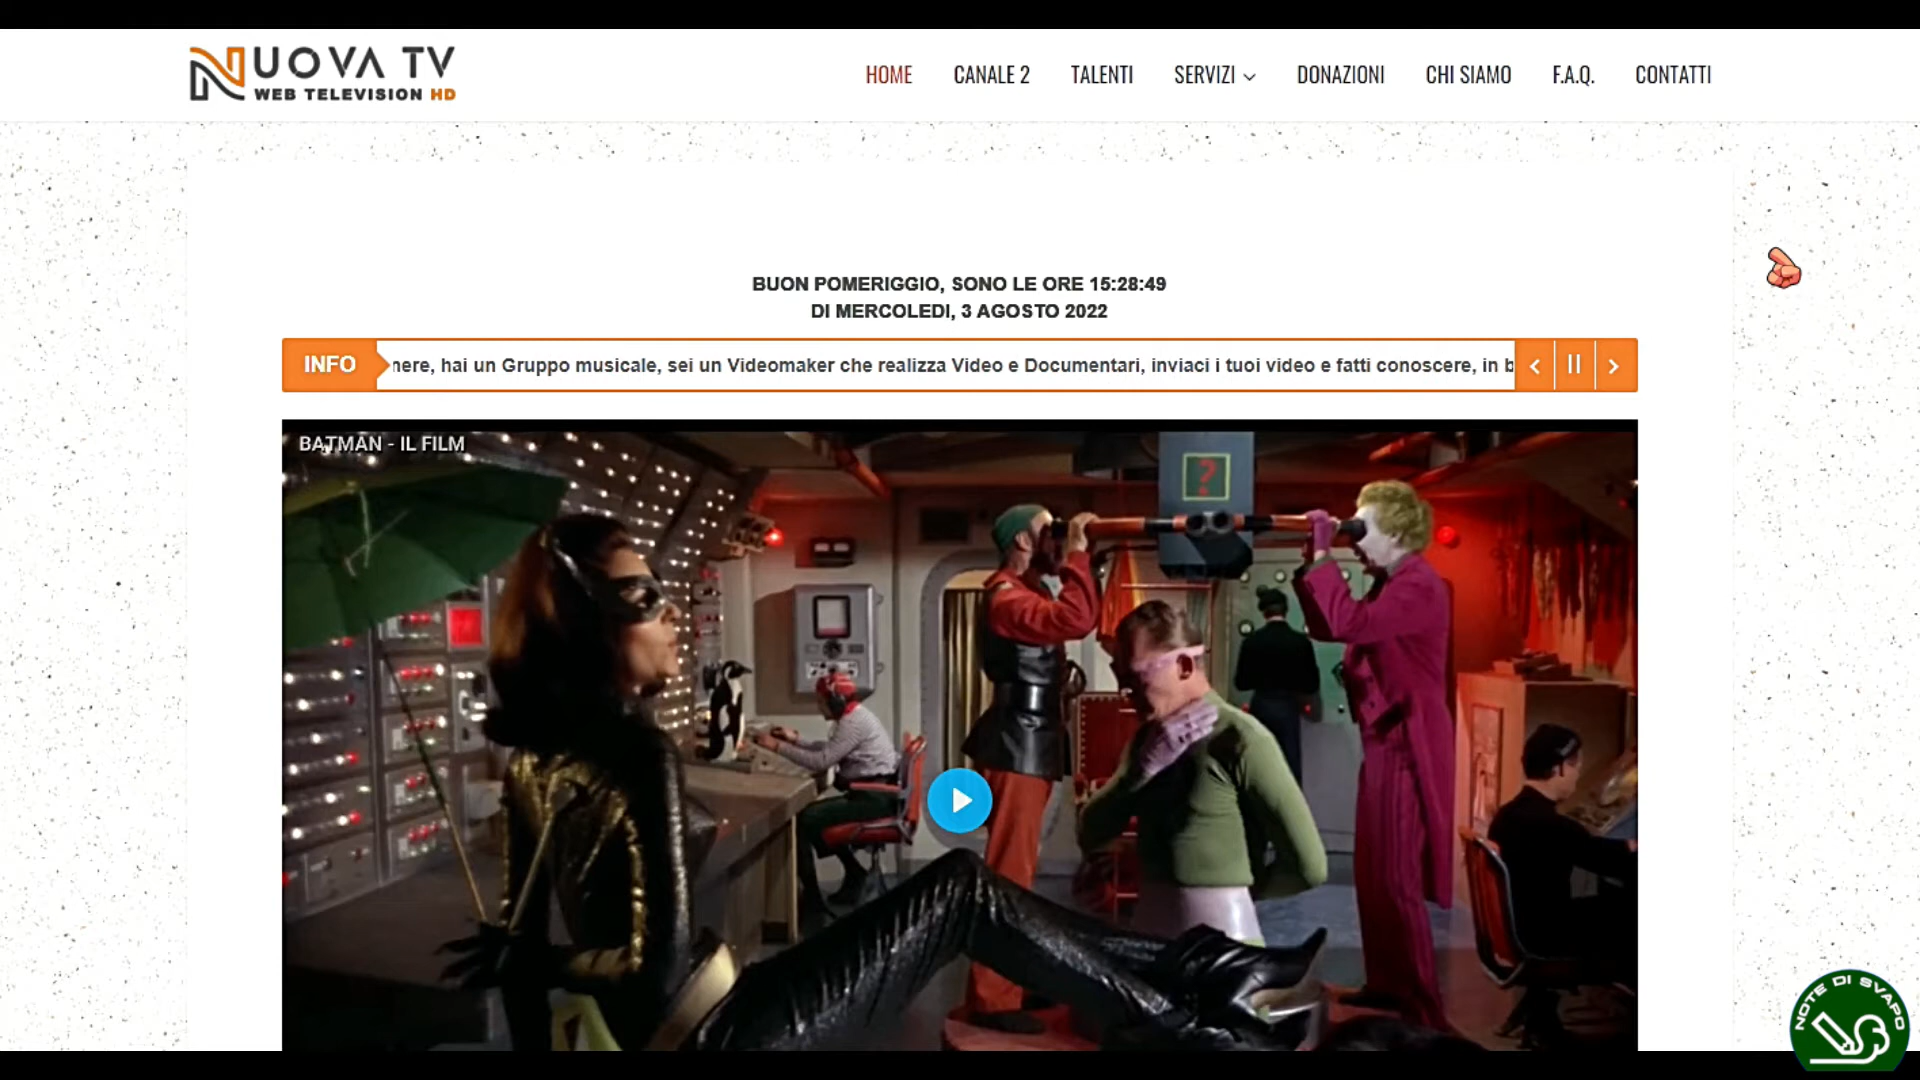 NUOVA TV
WEB TELEVISION HD
HOME
CANALE 2
TALENTI
SERVIZI
DONAZIONI
CHI SIAMO
F.A.Q.
CONTATTI
BUON POMERIGGIO, SONO LE ORE 15:28:49
DI MERCOLEDI, 3 AGOSTO 2022
INFO
nere, hai un Gruppo musicale, sei un Videomaker che realizza Video e Documentari, inviaci i tuoi video e fatti conoscere, in b
BATMAN - IL FILM
?
NOTE DI SVAPO